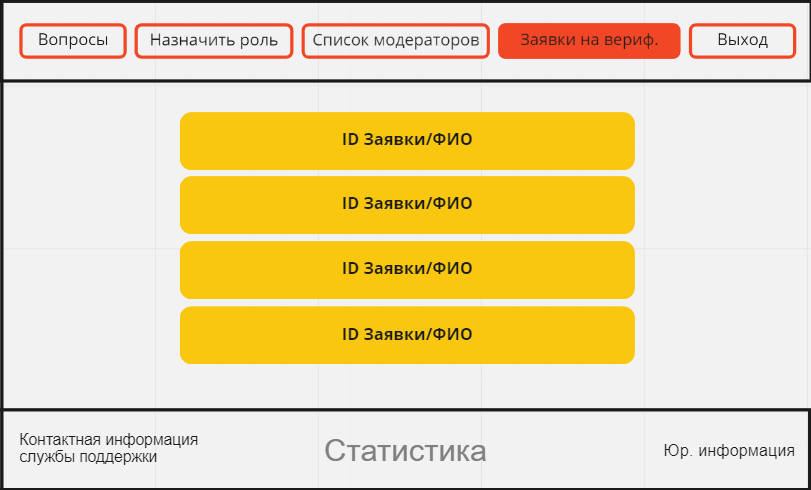 Вопросы
Назначить роль
Список модераторов
Заявки на вериф.
Выход
ID Заявки/ФИО
ID Заявки/ФИО
ID Заявки/ФИО
ID Заявки/ФИО
Контактная информация
службы поддержки
Статистика
Юр. информация